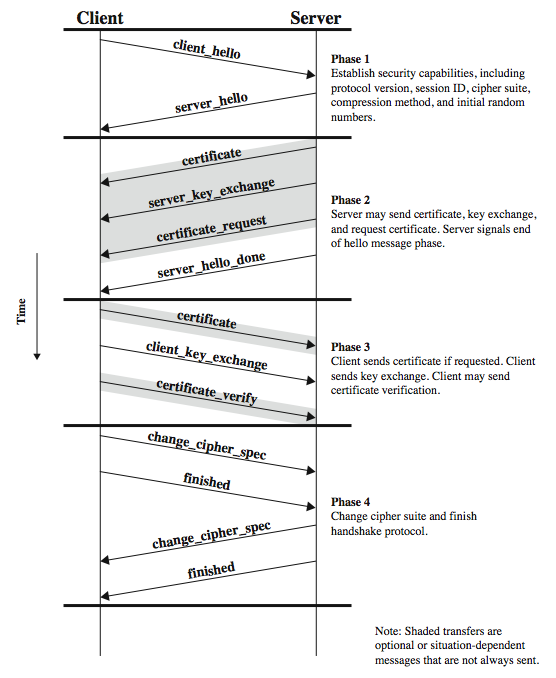 Client Server
client_hello
Phase 1
Establish security capabilities, including
protocol version, session ID, cipher suite,
compression method, and initial random
numbers.
server_hello
certificate
server_key_exchange
Phase 2
Server may send certificate, key exchange,
and request certificate. Server signals end
of hello message phase.
certificate_request
server_hello_done
Time
certificate
client_key_exchange
Phase 3
Client sends certificate if requested. Client
sends key exchange. Client may send
certificate verification.
certificate_verify
change_cipher_spec
finished
Phase 4
Change cipher suite and finish
handshake protocol.
change_cipher_spec
finished
Note: Shaded transfers are
optional or situation-dependent
messages that are not always sent.